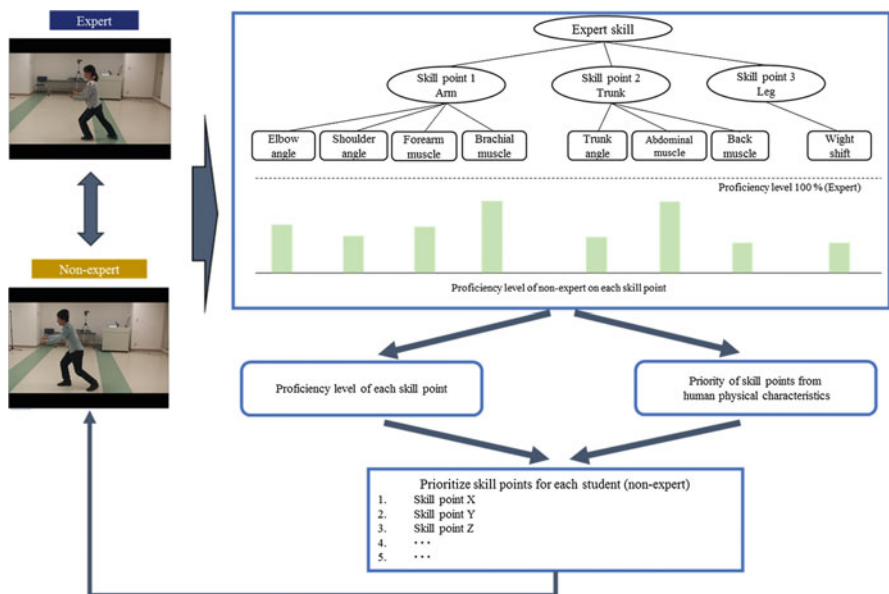 Expert
Non-expert
Expert skill
Skill point 1
Arm
Skill point 2
Trunk
Skill point 3
Leg
Elbow
angle
Shoulder
angle
Forearm
muscle
Brachial
muscle
Trunk
angle
Abdominal
muscle
Back
muscle
Wight
shift
Proficiency level 100 % (Expert)
Proficiency level of non-expert on each skill point
Proficiency level of each skill point
Priority of skill points from
human physical characteristics
Prioritize skill points for each student (non-expert)
1. Skill point X
2. Skill point Y
3. Skill point Z
4. · · ·
5. · · ·